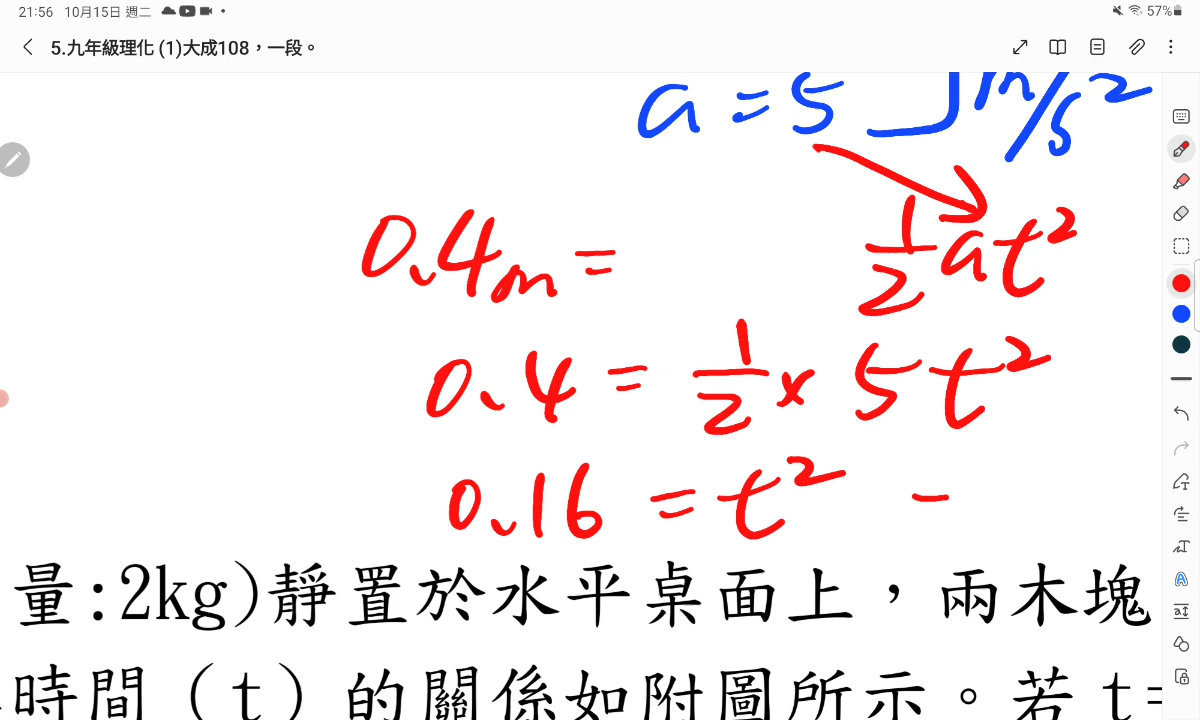 21:56 10月15日 週二 57%
5.九年級理化 (1)大成108，一段。
a = 5 m/s²
0.4m = 1/2 at²
0.4 = 1/2 × 5t²
0.16 = t² −
量:2kg)靜置於水平桌面上，兩木塊
時間（t）的關係如附圖所示。若 t=